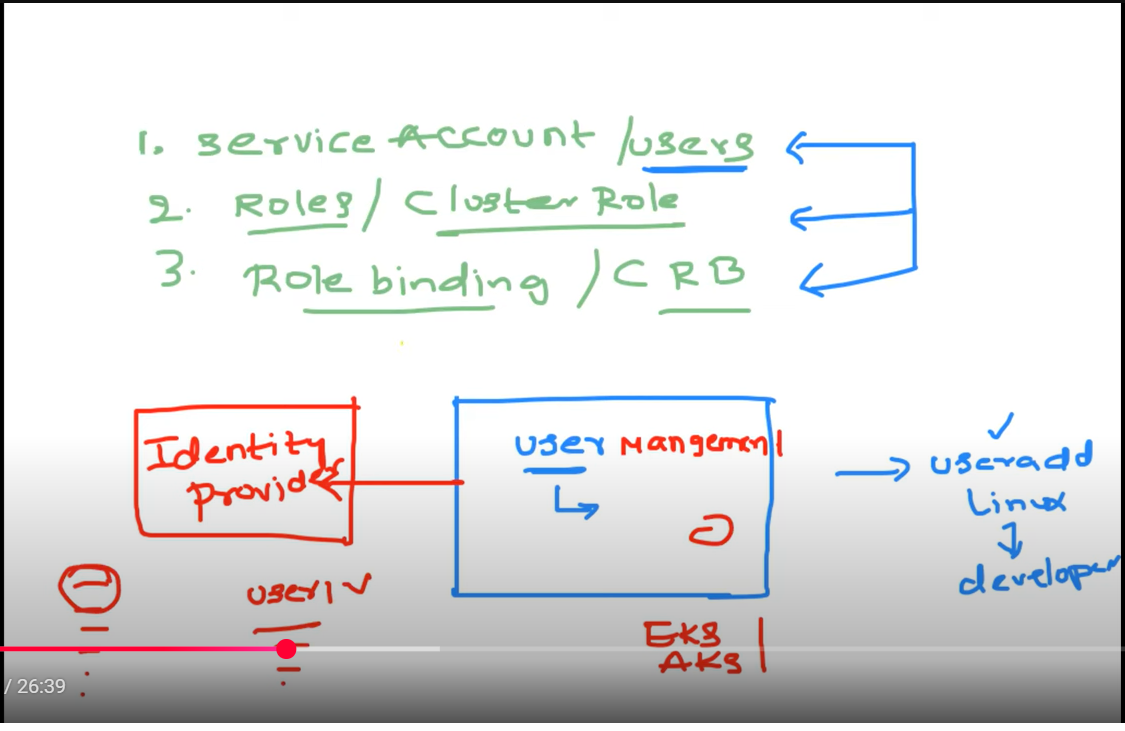 1. Service Account / users
2. Roles / Cluster Role
3. Role binding / CRB
Identity
Provider
user Mangement
useradd
Linux
developer
user1
EKS
AKS
/ 26:39